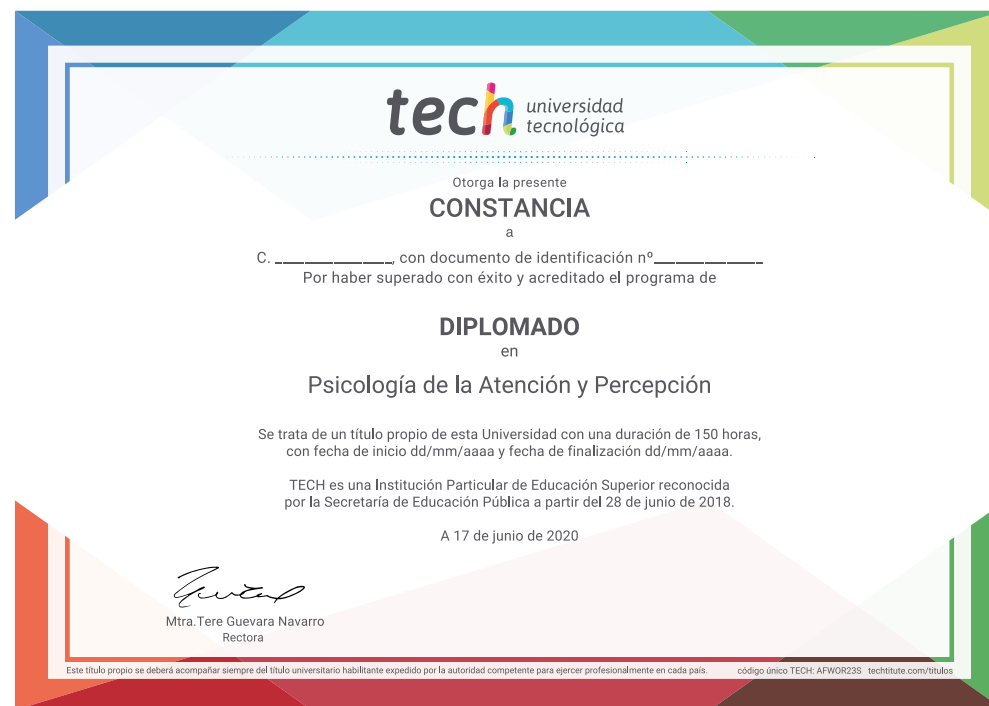 tech universidad
tecnológica
Otorga la presente
CONSTANCIA
a
C. ______________, con documento de identificación nº_____________
Por haber superado con éxito y acreditado el programa de
DIPLOMADO
en
Psicología de la Atención y Percepción
Se trata de un título propio de esta Universidad con una duración de 150 horas,
con fecha de inicio dd/mm/aaaa y fecha de finalización dd/mm/aaaa.
TECH es una Institución Particular de Educación Superior reconocida
por la Secretaría de Educación Pública a partir del 28 de junio de 2018.
A 17 de junio de 2020
Mtra.Tere Guevara Navarro
Rectora
Este título propio se deberá acompañar siempre del título universitario habilitante expedido por la autoridad competente para ejercer profesionalmente en cada país. código único TECH: AFWOR23S techtitute.com/titulos